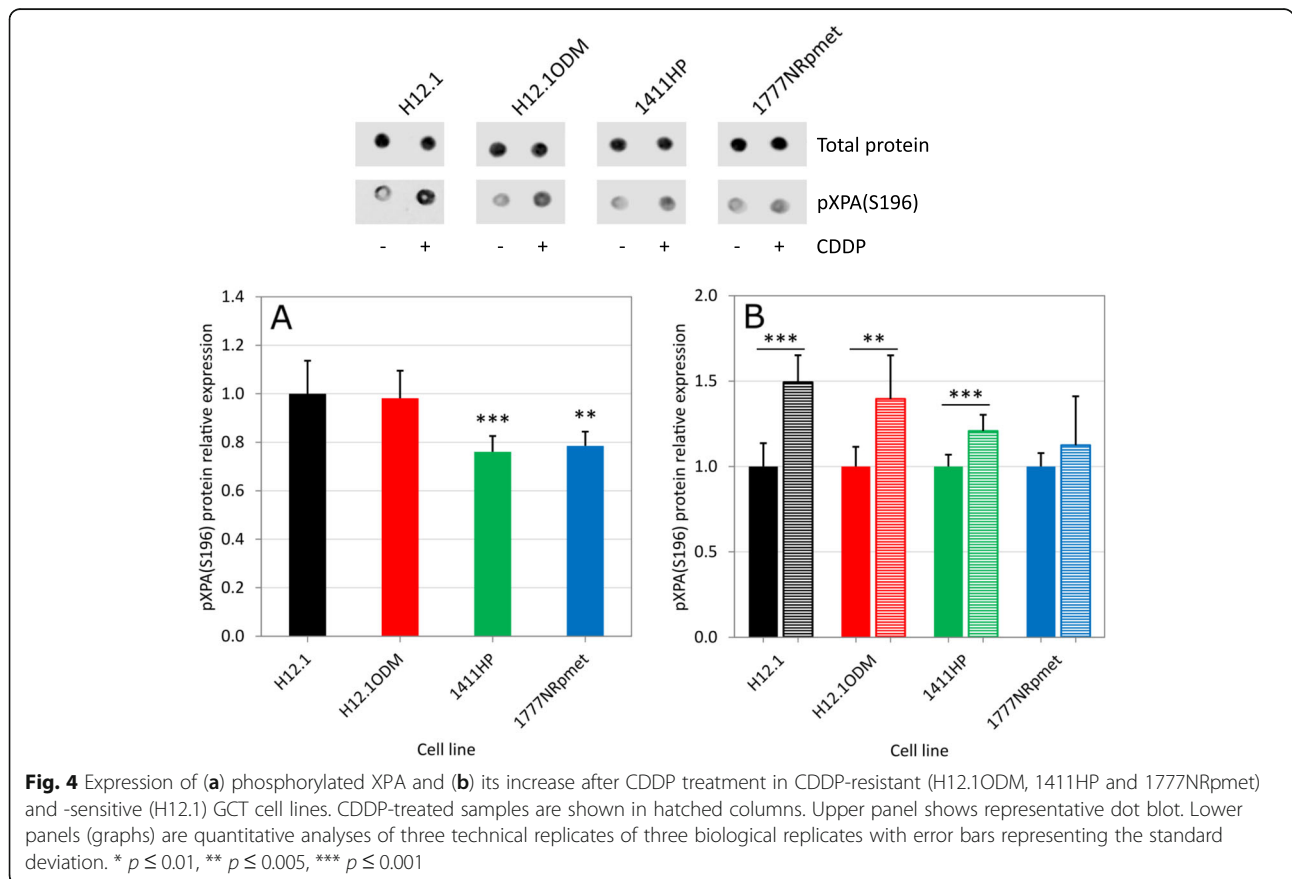 H12.1 H12.1ODM 1411HP 1777NRpmet
Total protein
pXPA(S196)
- + - + - + - + CDDP
A
pXPA(S196) protein relative expression
1.4
1.2
1.0
0.8
0.6
0.4
0.2
0.0
*** **
H12.1 H12.1ODM 1411HP 1777NRpmet
Cell line
B
pXPA(S196) protein relative expression
2.0
1.5
1.0
0.5
0.0
*** ** ***
H12.1 H12.1ODM 1411HP 1777NRpmet
Cell line
Fig. 4 Expression of (a) phosphorylated XPA and (b) its increase after CDDP treatment in CDDP-resistant (H12.1ODM, 1411HP and 1777NRpmet)
and -sensitive (H12.1) GCT cell lines. CDDP-treated samples are shown in hatched columns. Upper panel shows representative dot blot. Lower
panels (graphs) are quantitative analyses of three technical replicates of three biological replicates with error bars representing the standard
deviation. * p ≤ 0.01, ** p ≤ 0.005, *** p ≤ 0.001